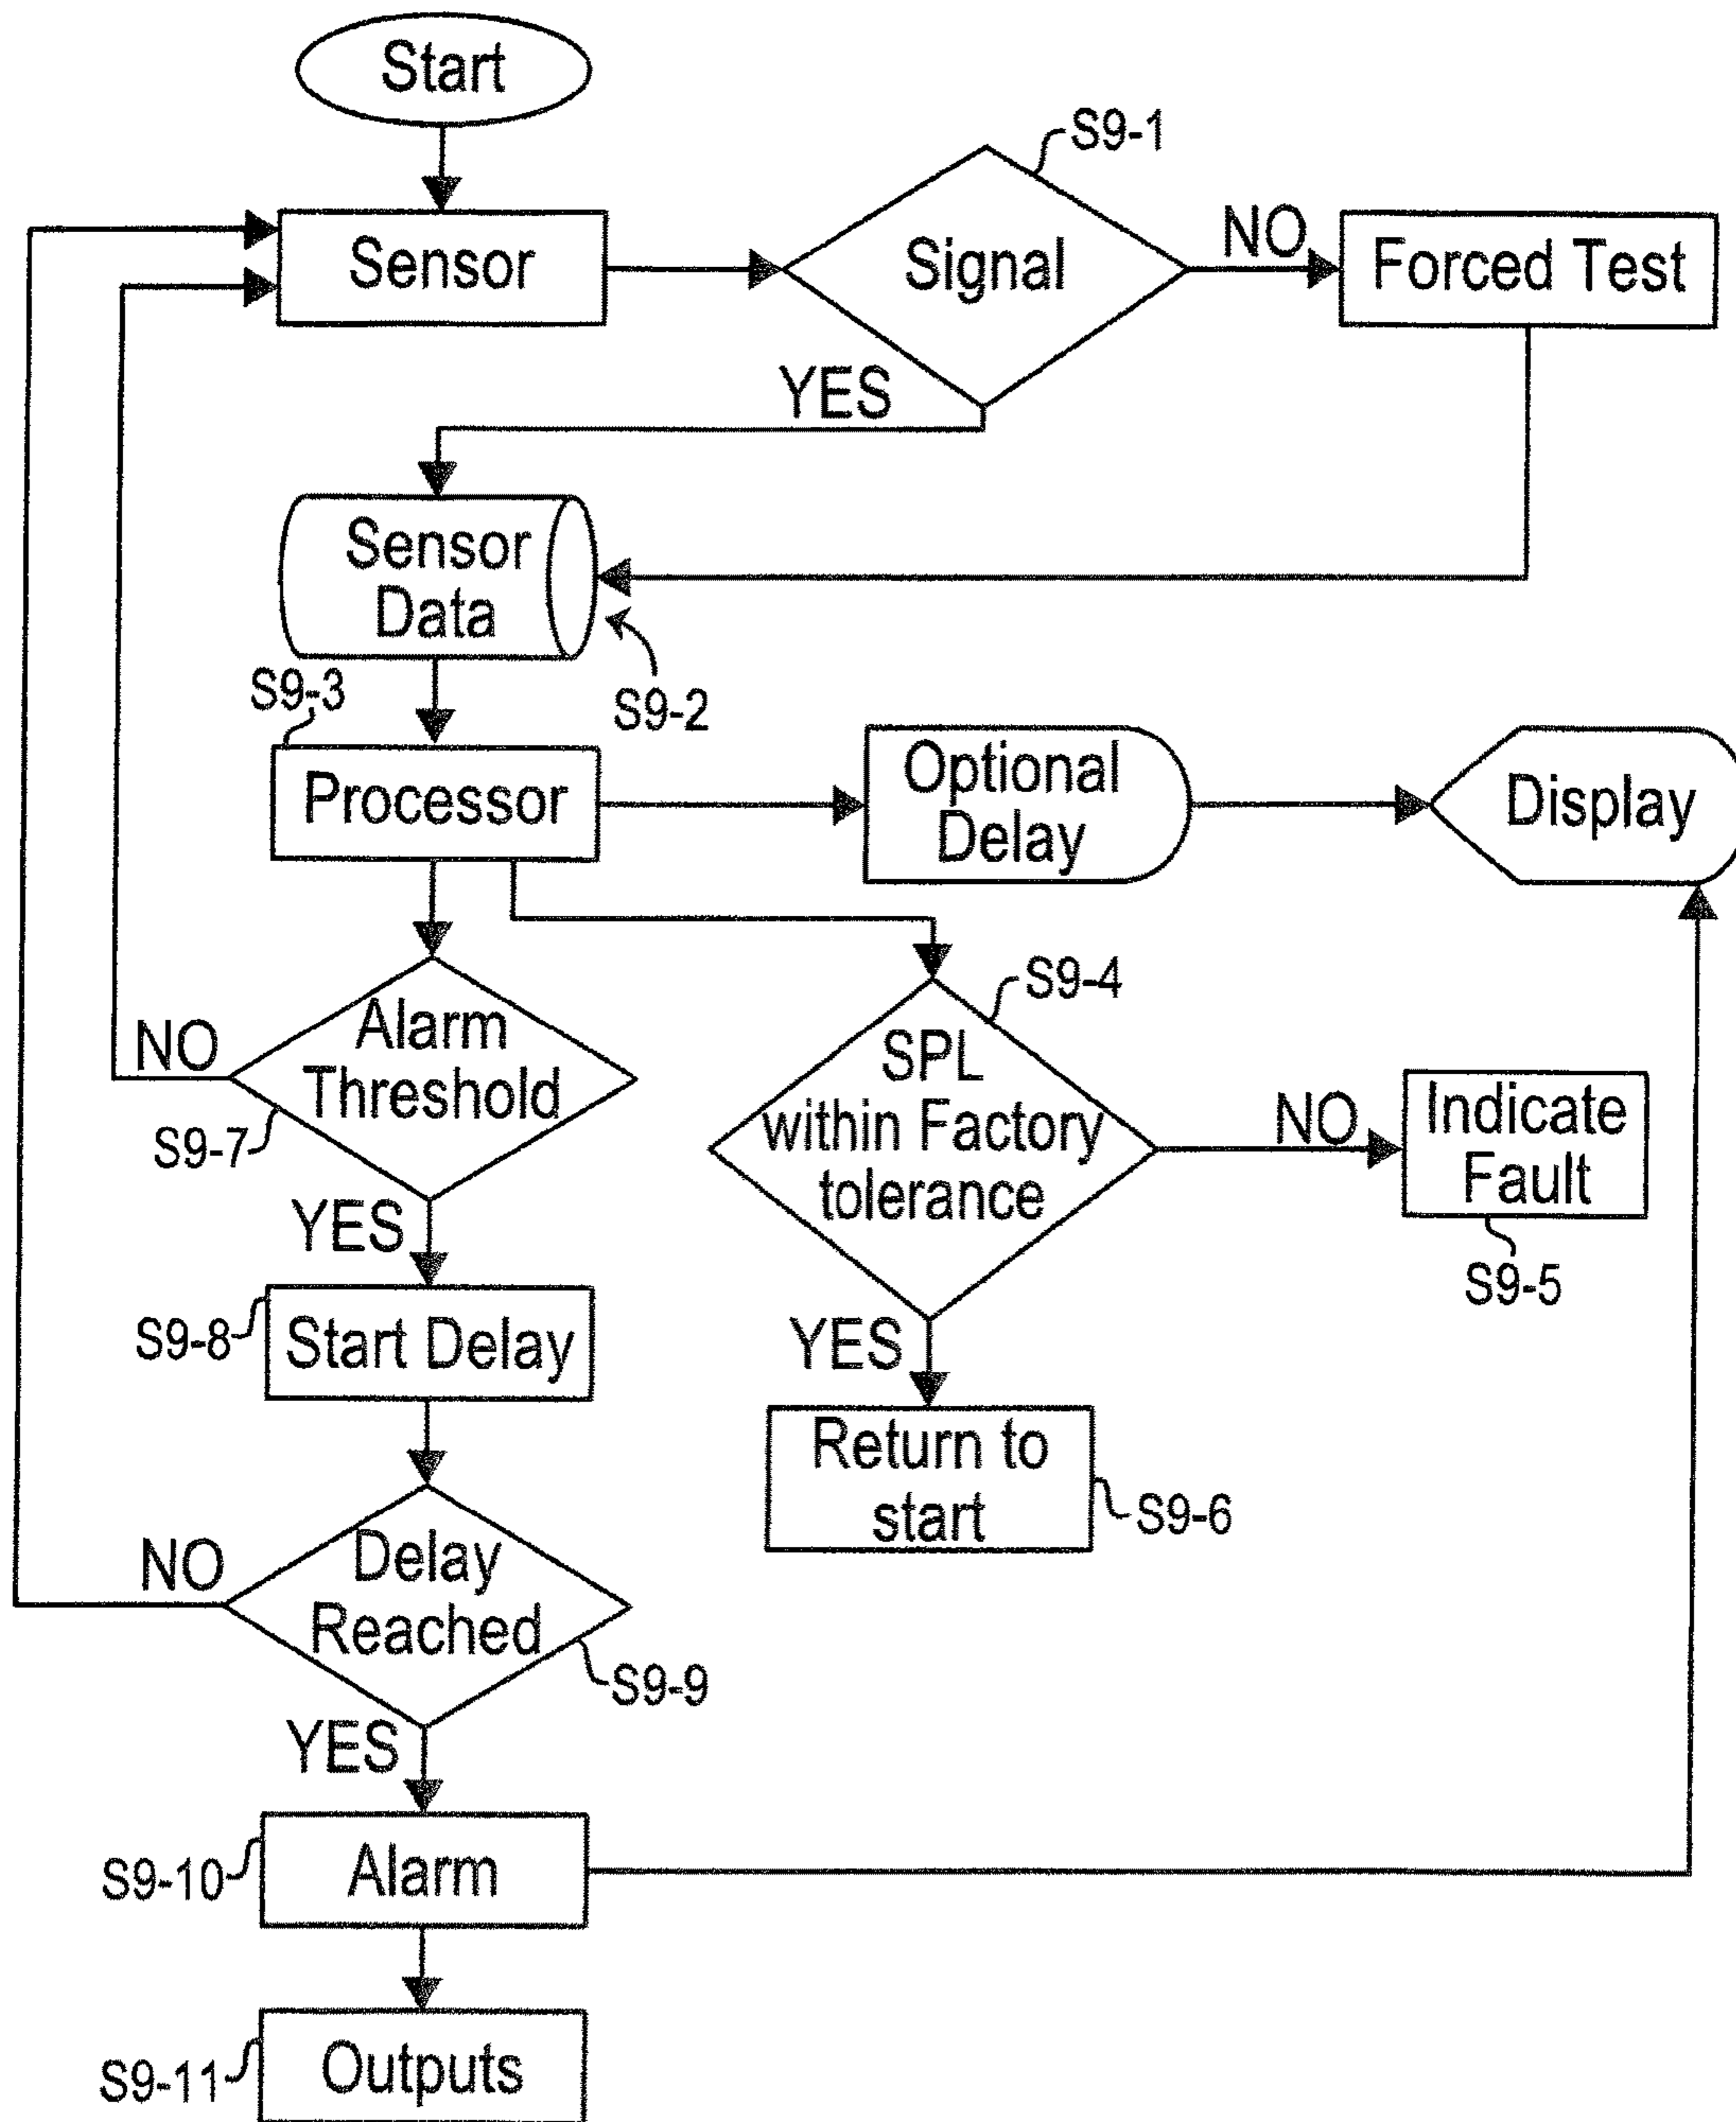 Start
S9-1
Sensor
Signal
NO
Forced Test
YES
Sensor
Data
S9-2
S9-3
Processor
Optional
Delay
Display
S9-4
Alarm
Threshold
NO
S9-7
SPL
within Factory
tolerance
NO
Indicate
Fault
S9-5
YES
S9-8
Start Delay
YES
Return to
start
S9-6
NO
Delay
Reached
S9-9
YES
S9-10
Alarm
S9-11
Outputs